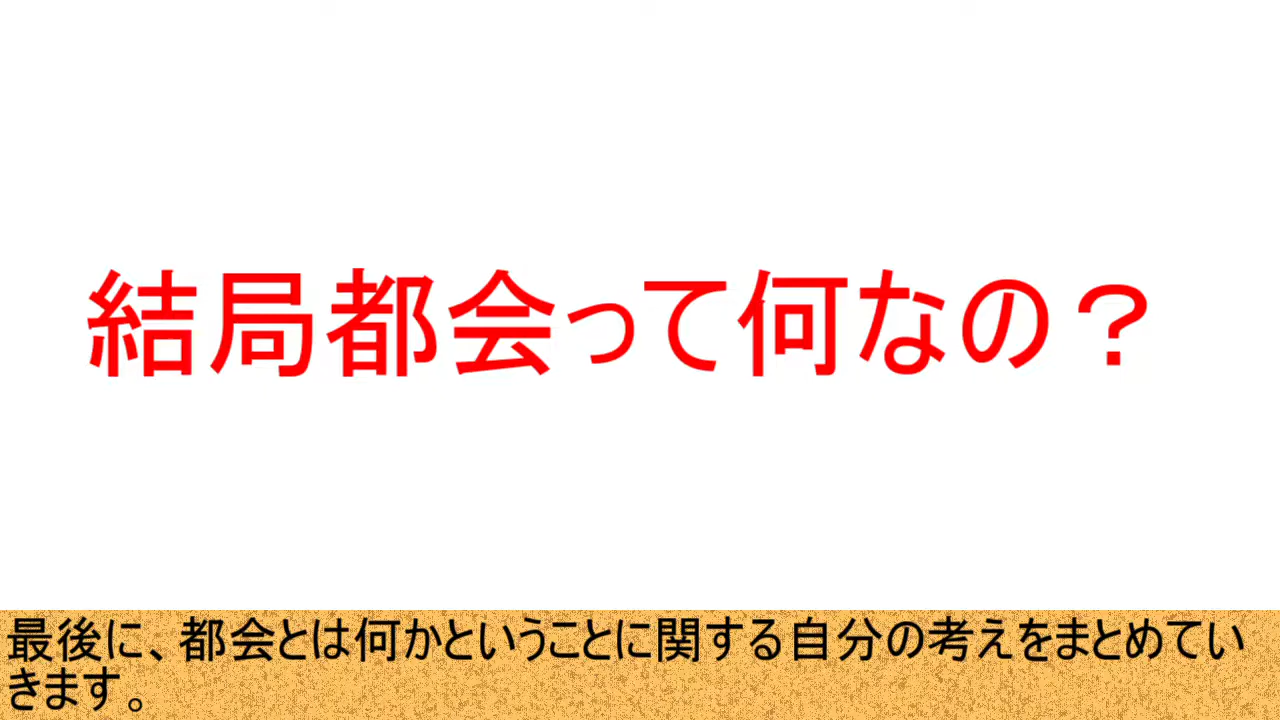 結局都会って何なの？
最後に、都会とは何かということに関する自分の考えをまとめてい
きます。